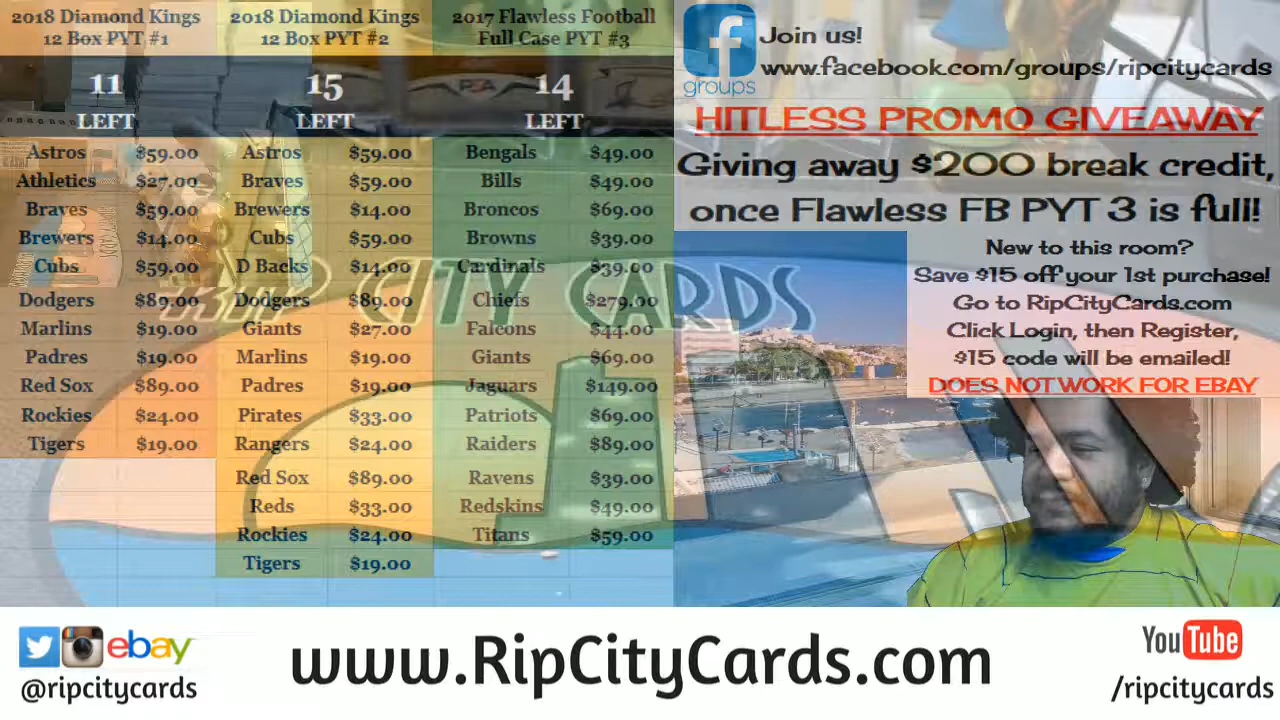 2018 Diamond Kings
12 Box PYT #1
11
LEFT
Astros $59.00
Athletics $27.00
Braves $59.00
Brewers $14.00
Cubs $59.00
Dodgers $89.00
Marlins $19.00
Padres $19.00
Red Sox $89.00
Rockies $24.00
Tigers $19.00
2018 Diamond Kings
12 Box PYT #2
15
LEFT
Astros $59.00
Braves $59.00
Brewers $14.00
Cubs $59.00
D Backs $14.00
Dodgers $89.00
Giants $27.00
Marlins $19.00
Padres $19.00
Pirates $33.00
Rangers $24.00
Red Sox $89.00
Reds $33.00
Rockies $24.00
Tigers $19.00
2017 Flawless Football
Full Case PYT #3
14
LEFT
Bengals $49.00
Bills $49.00
Broncos $69.00
Browns $39.00
Cardinals $39.00
Chiefs $279.00
Falcons $44.00
Giants $69.00
Jaguars $149.00
Patriots $69.00
Raiders $89.00
Ravens $39.00
Redskins $49.00
Titans $59.00
PSA
RIP CITY CARDS
f
groups
Join us!
www.facebook.com/groups/ripcitycards
HITLESS PROMO GIVEAWAY
Giving away $200 break credit,
once Flawless FB PYT 3 is full!
New to this room?
Save $15 off your 1st purchase!
Go to RipCityCards.com
Click Login, then Register,
$15 code will be emailed!
DOES NOT WORK FOR EBAY
ebay
@ripcitycards
www.RipCityCards.com
YouTube
/ripcitycards